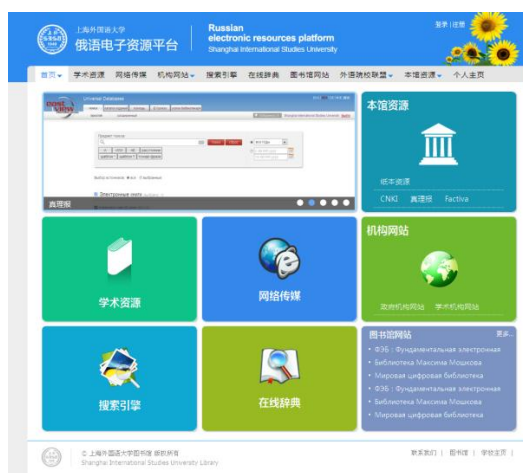 上海外国语大学
俄语电子资源平台
Russian
electronic resources platform
Shanghai International Studies University
登录 | 注册
首页 学术资源 网络传媒 机构网站 搜索引擎 在线辞典 图书馆网站 外语院校联盟 本馆资源 个人主页
EAST VIEW
Universal Databases
真理报
本馆资源
纸本资源
CNKI 真理报 Factiva
学术资源
网络传媒
机构网站
政府机构网站 学术机构网站
搜索引擎
在线辞典
图书馆网站 更多...
• ФЭБ : Фундаментальная электронная
• Библиотека Максима Мошкова
• Мировая цифровая библиотека
• ФЭБ : Фундаментальная электронная
• Библиотека Максима Мошкова
• Мировая цифровая библиотека
© 上海外国语大学图书馆 版权所有
Shanghai International Studies University Library
联系我们 | 图书馆 | 学校主页 |